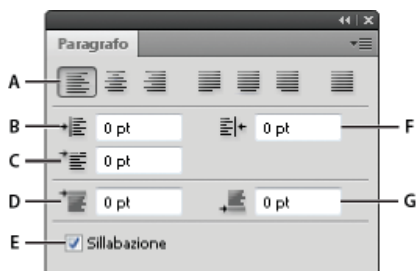 Paragrafo
A
B 0 pt 0 pt F
C 0 pt
D 0 pt 0 pt G
E Sillabazione